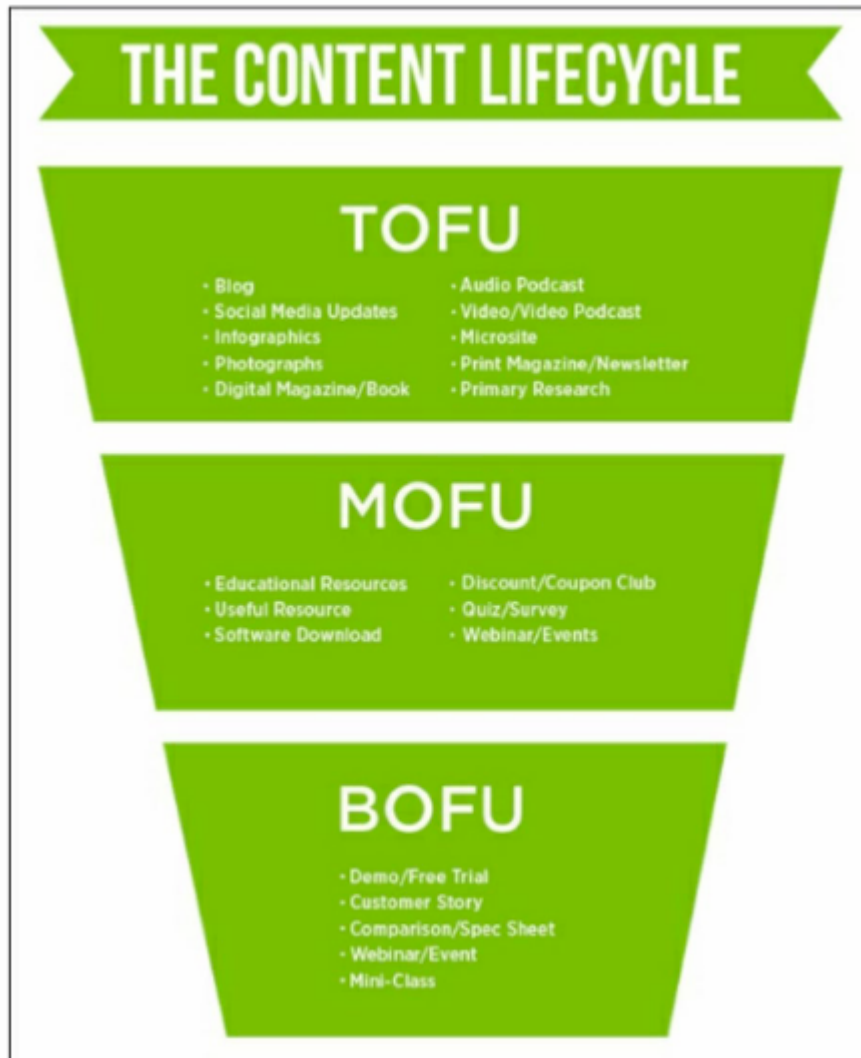 THE CONTENT LIFECYCLE
TOFU
• Blog
• Social Media Updates
• Infographics
• Photographs
• Digital Magazine/Book
• Audio Podcast
• Video/Video Podcast
• Microsite
• Print Magazine/Newsletter
• Primary Research
MOFU
• Educational Resources
• Useful Resource
• Software Download
• Discount/Coupon Club
• Quiz/Survey
• Webinar/Events
BOFU
• Demo/Free Trial
• Customer Story
• Comparison/Spec Sheet
• Webinar/Event
• Mini-Class